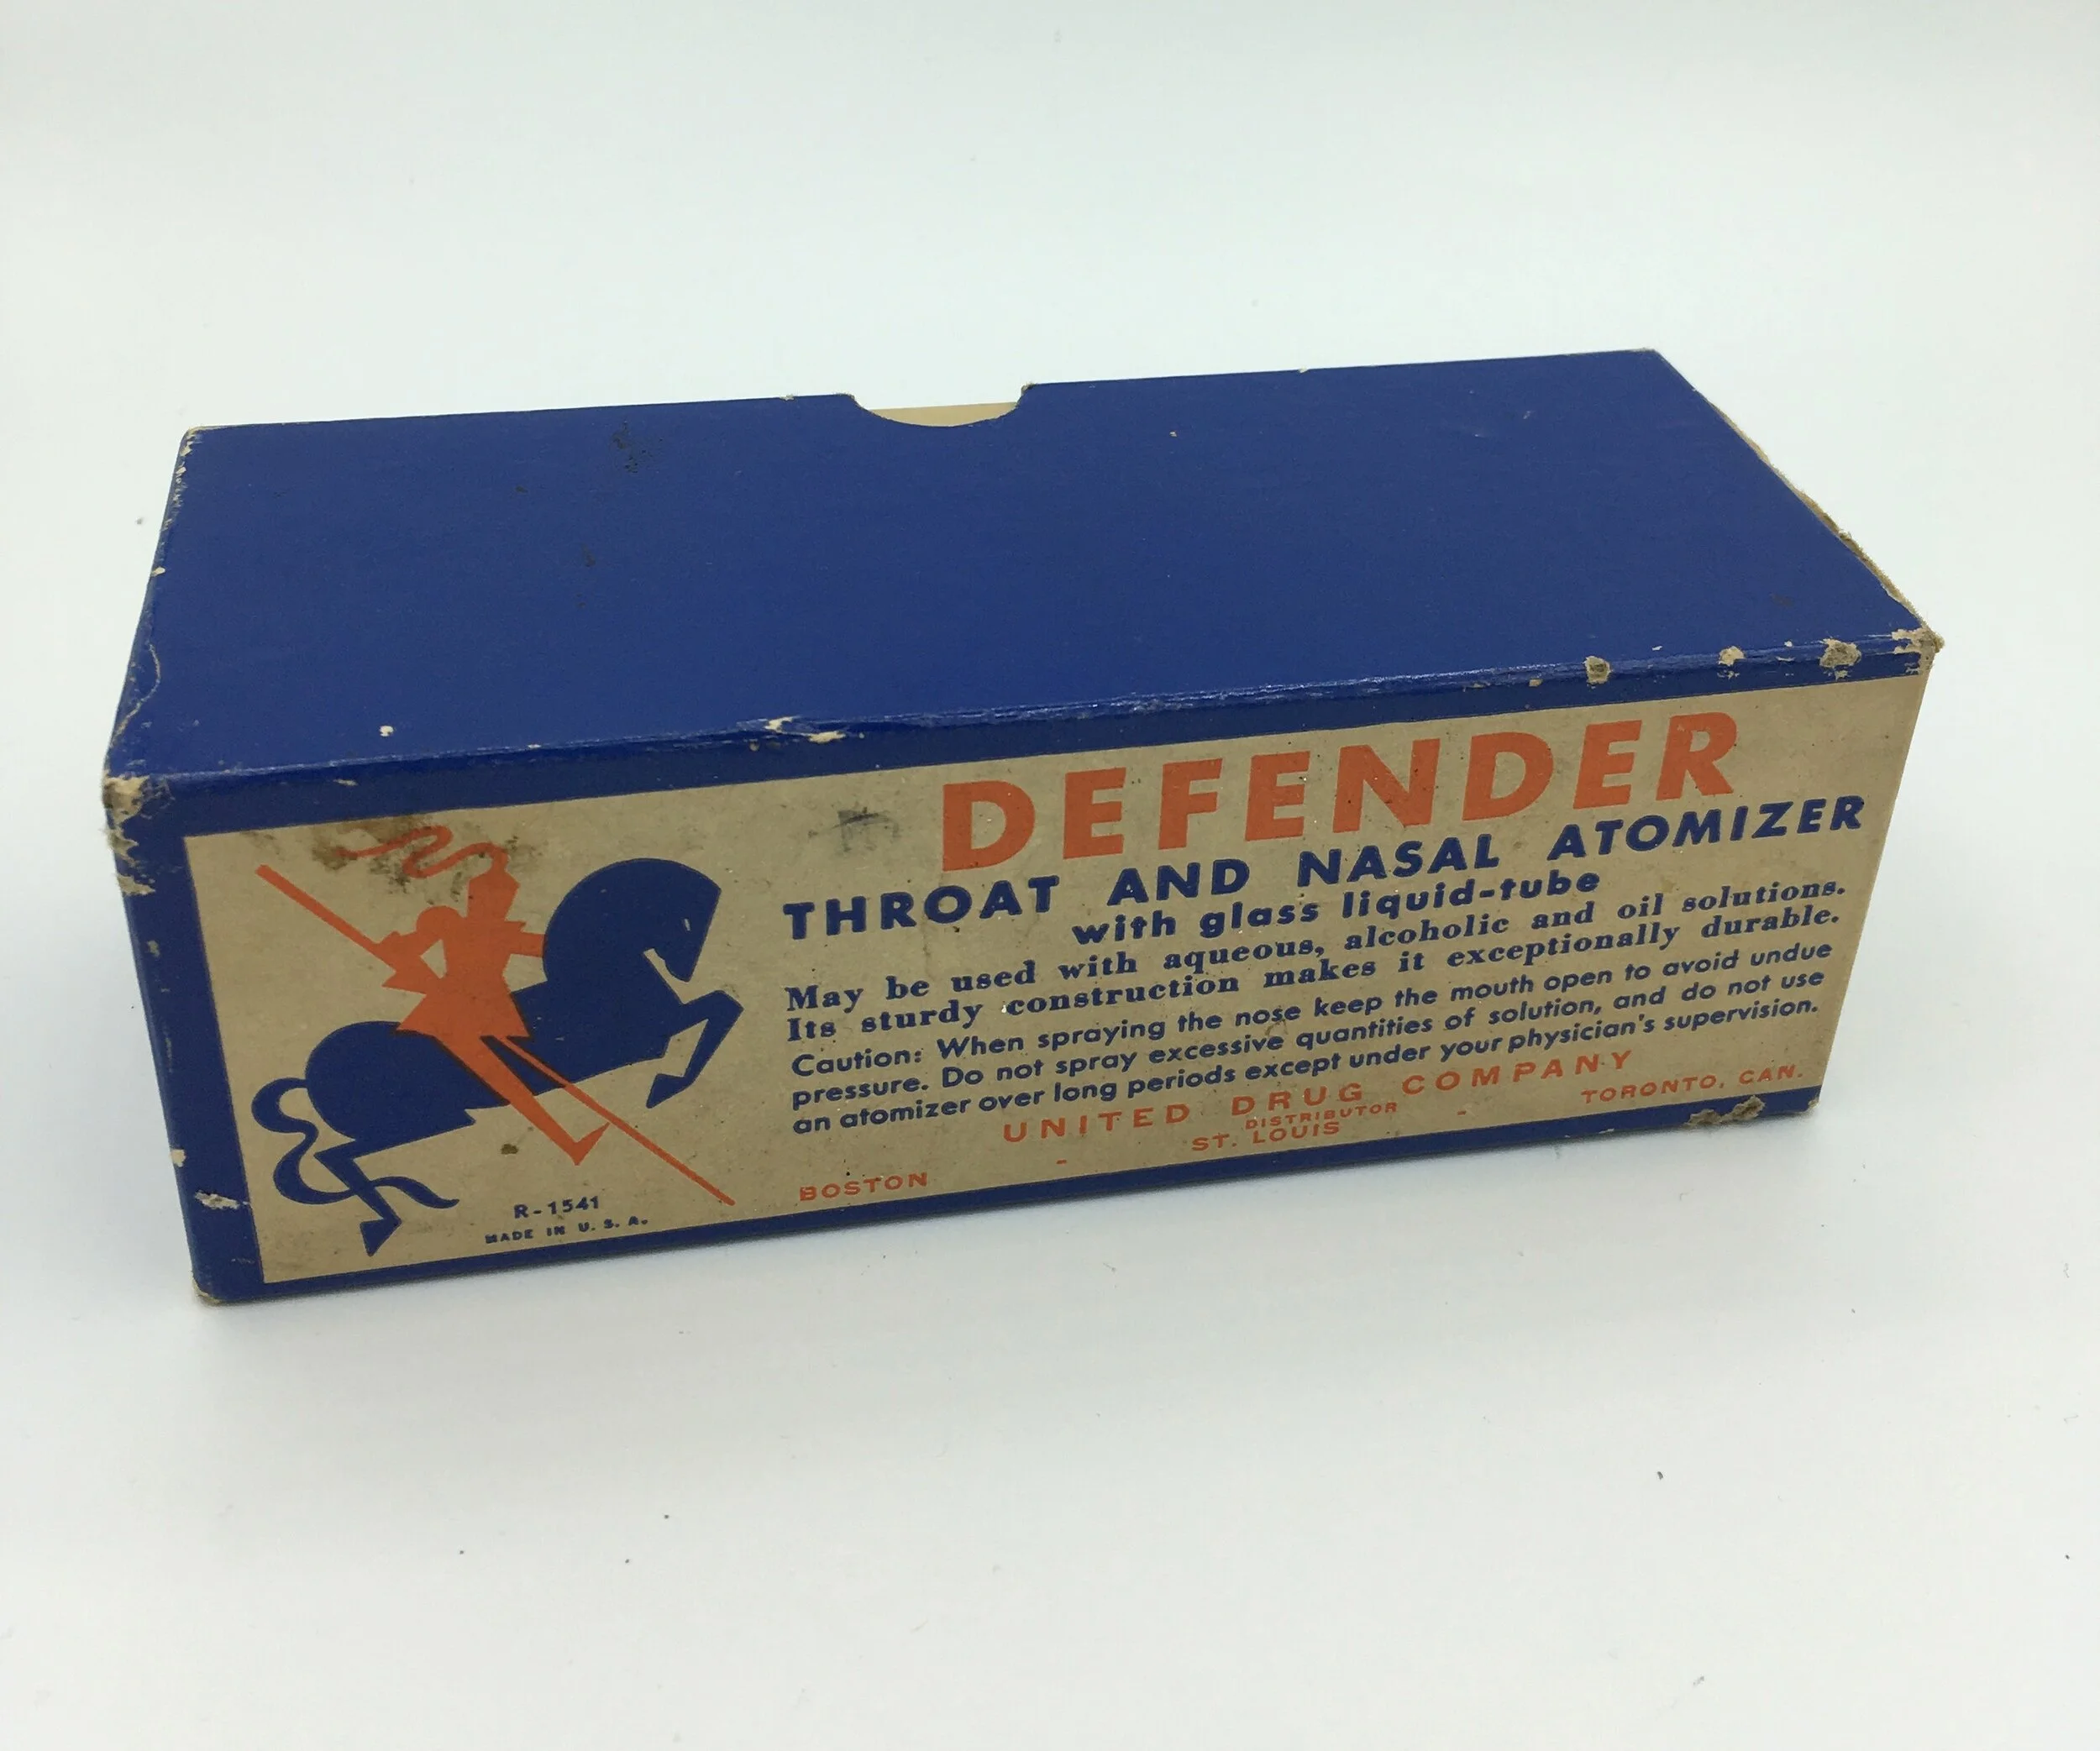 DEFENDER
THROAT AND NASAL ATOMIZER
with glass liquid-tube
May be used with aqueous, alcoholic and oil solutions.
Its sturdy construction makes it exceptionally durable.
Caution: When spraying the nose keep the mouth open to avoid undue
pressure. Do not spray excessive quantities of solution, and do not use
an atomizer over long periods except under your physician's supervision.
UNITED DRUG COMPANY
DISTRIBUTOR
BOSTON - ST. LOUIS - TORONTO, CAN.
R-1541
MADE IN U. S. A.